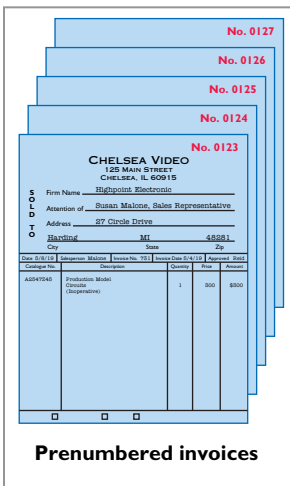 No. 0127
No. 0126
No. 0125
No. 0124
No. 0123
CHELSEA VIDEO
125 MAIN STREET
CHELSEA, IL 60915
SOLD TO
Firm Name Highpoint Electronic
Attention of Susan Malone, Sales Representative
Address 27 Circle Drive
Harding MI 48281
City State Zip
Date 5/8/19 Salesperson Malone Invoice No. 731 Invoice Date 5/4/19 Approved Reid
Catalogue No. Description Quantity Price Amount
A2547245 Production Model 1 300 $300
Circuits
(Inoperative)
Prenumbered invoices